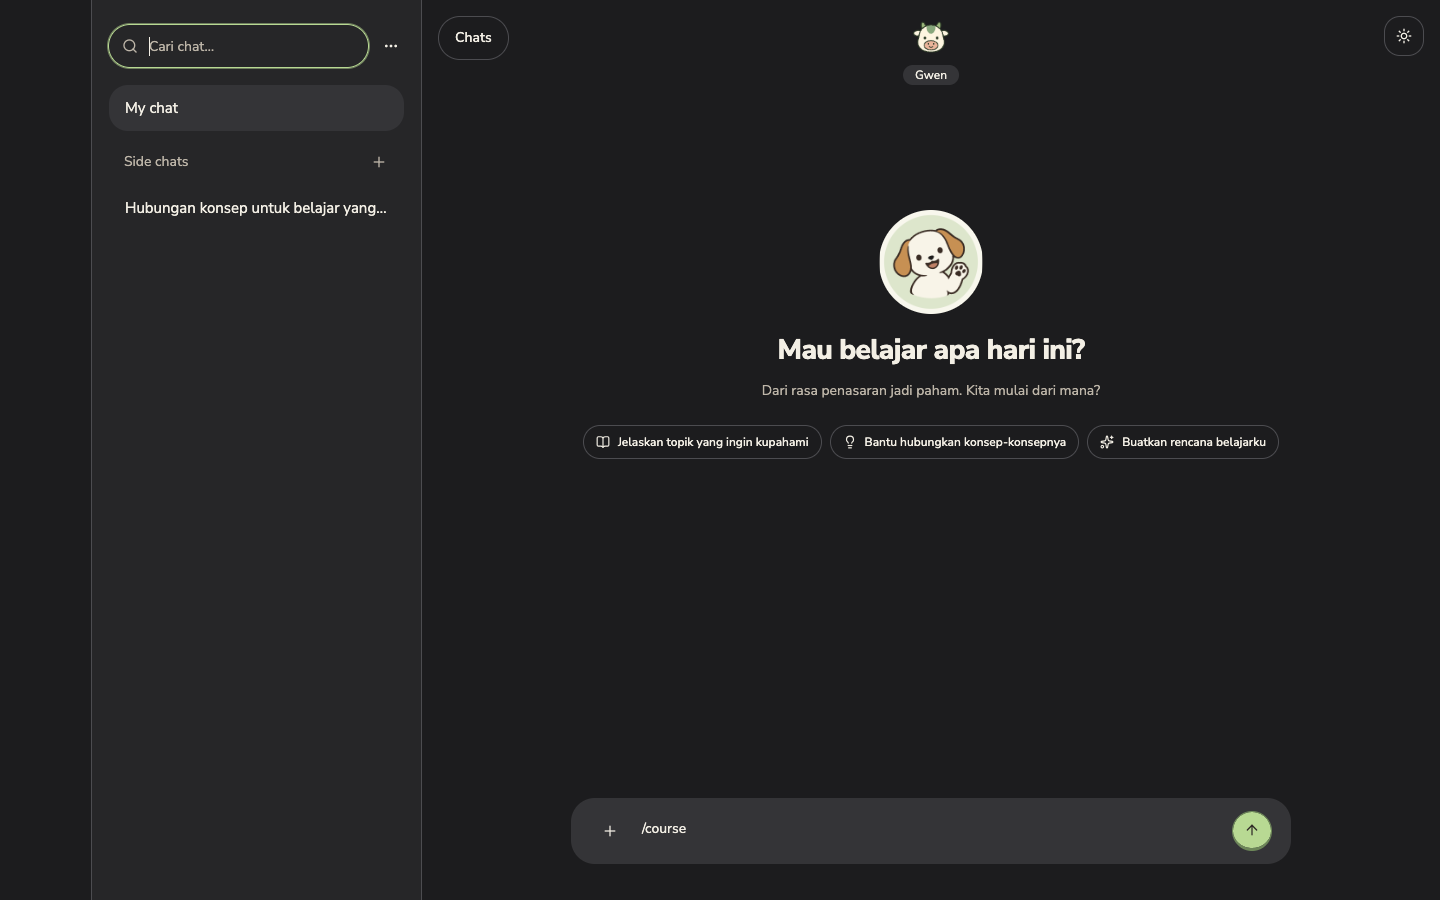 Cari chat...
My chat
Side chats
Hubungan konsep untuk belajar yang...
Chats
Gwen
Mau belajar apa hari ini?
Dari rasa penasaran jadi paham. Kita mulai dari mana?
Jelaskan topik yang ingin kupahami
Bantu hubungkan konsep-konsepnya
Buatkan rencana belajarku
/course